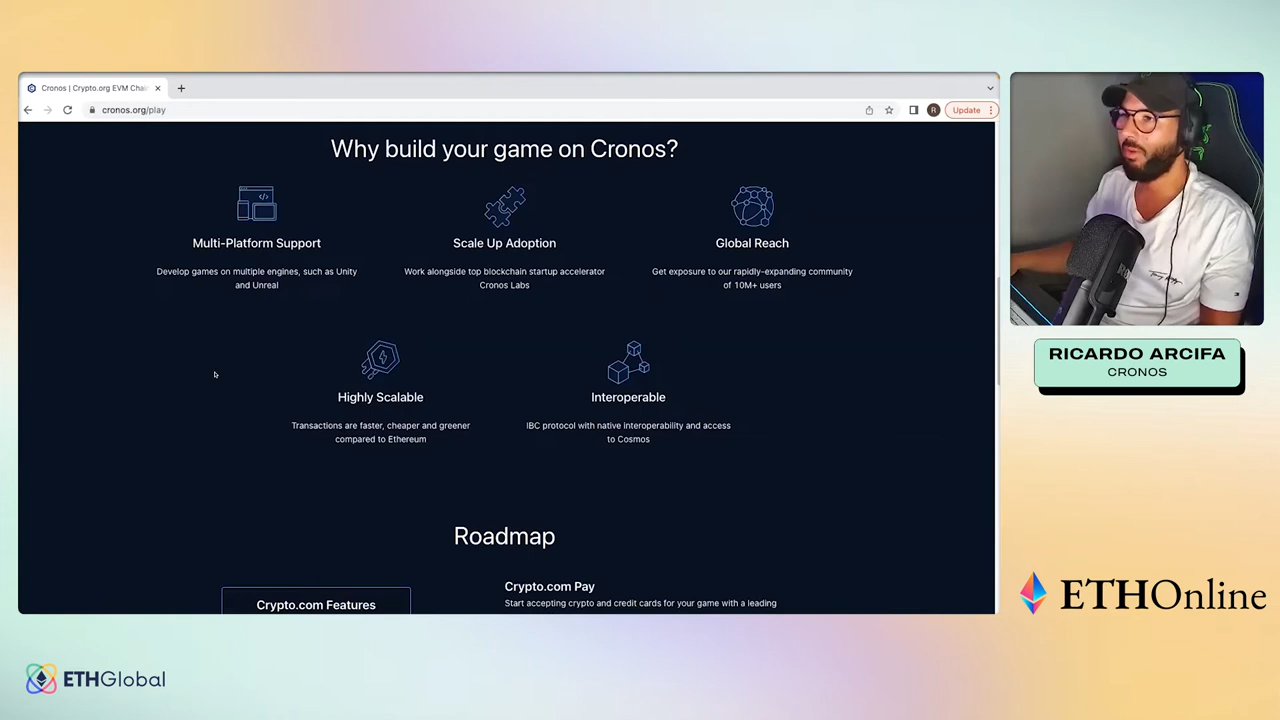 Cronos | Crypto.org EVM Chai
cronos.org/play
R
Update
Why build your game on Cronos?
Multi-Platform Support
Develop games on multiple engines, such as Unity
and Unreal
Scale Up Adoption
Work alongside top blockchain startup accelerator
Cronos Labs
Global Reach
Get exposure to our rapidly-expanding community
of 10M+ users
Highly Scalable
Transactions are faster, cheaper and greener
compared to Ethereum
Interoperable
IBC protocol with native interoperability and access
to Cosmos
Roadmap
Crypto.com Features
Crypto.com Pay
Start accepting crypto and credit cards for your game with a leading
RICARDO ARCIFA
CRONOS
ETHOnline
ETHGlobal